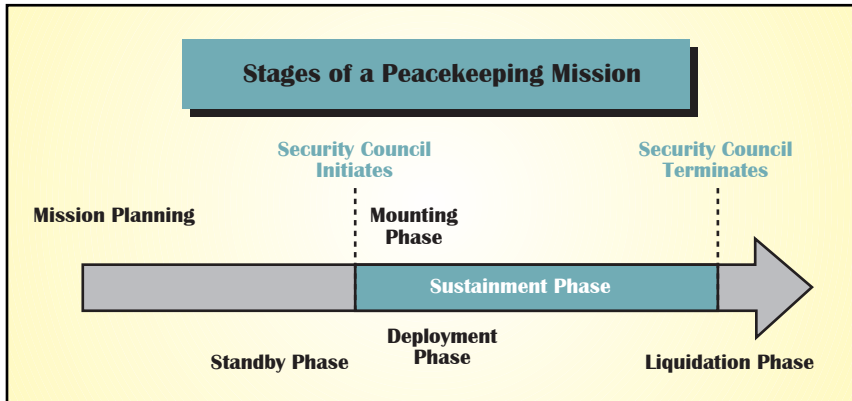 Stages of a Peacekeeping Mission
Security Council
Initiates
Security Council
Terminates
Mission Planning
Mounting
Phase
Sustainment Phase
Deployment
Phase
Standby Phase
Liquidation Phase